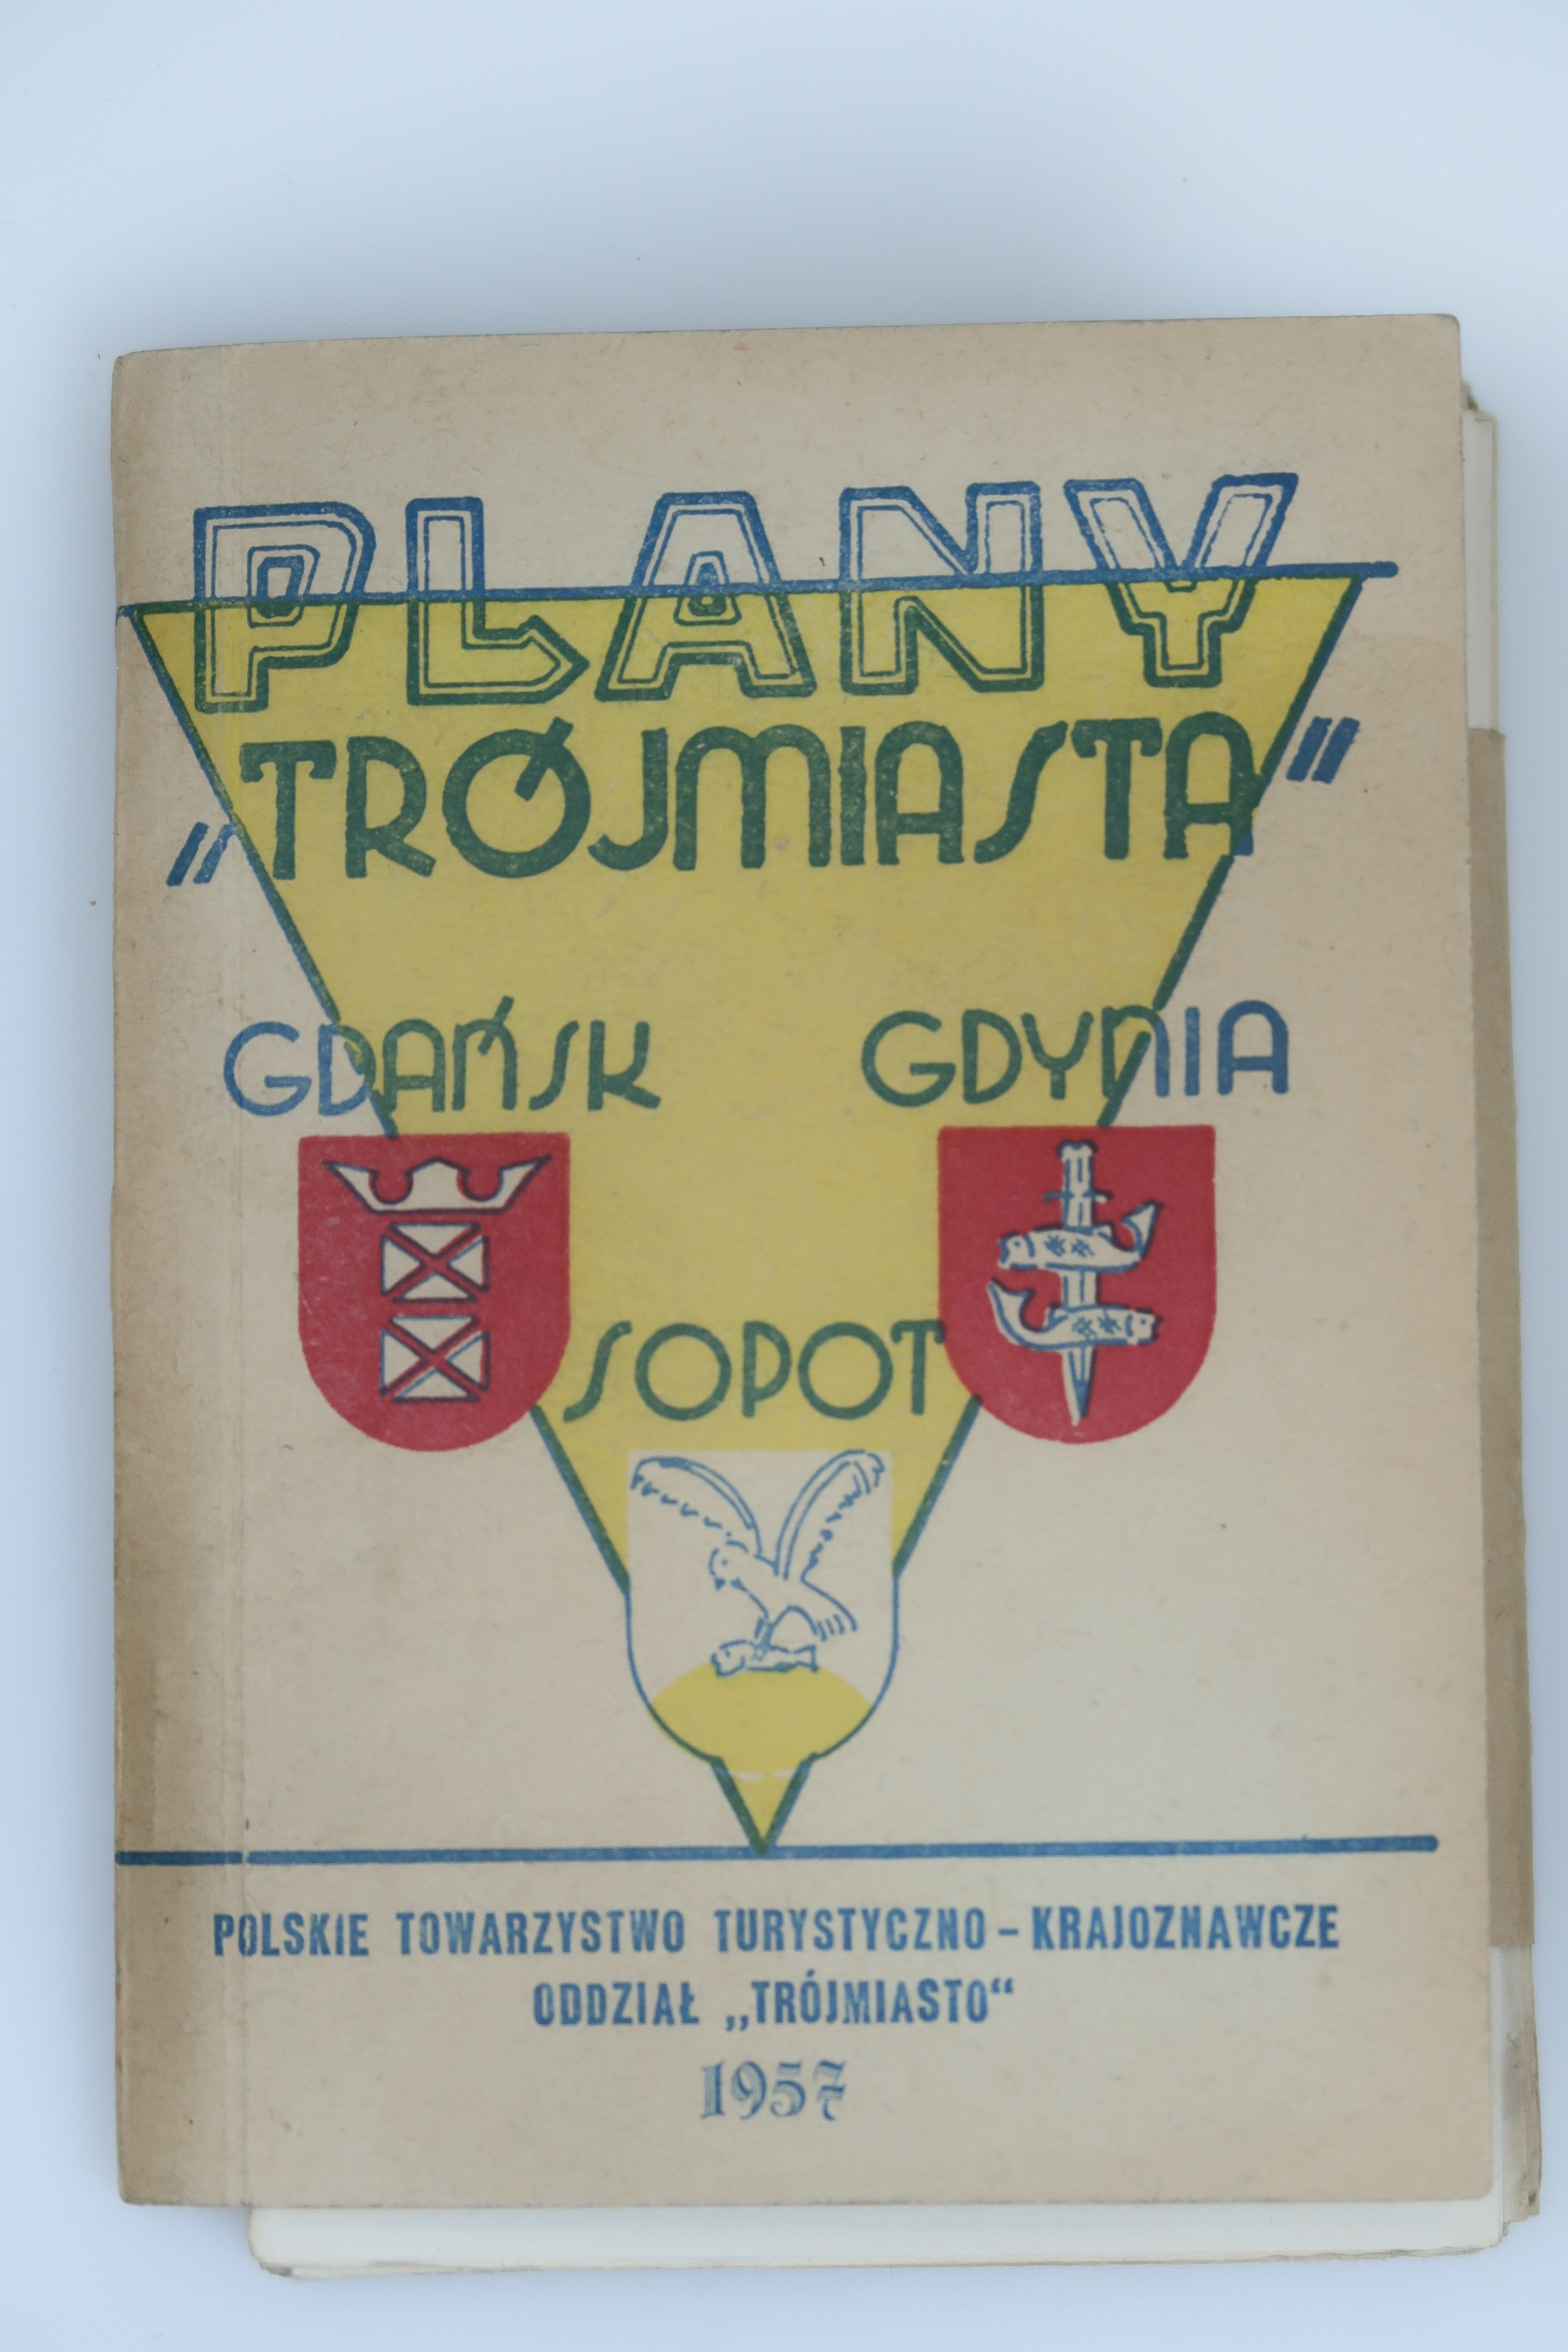 PLANY
„TRÓJMIASTA"
GDAŃSK GDYNIA
SOPOT
POLSKIE TOWARZYSTWO TURYSTYCZNO-KRAJOZNAWCZE
ODDZIAŁ „TRÓJMIASTO“
1957